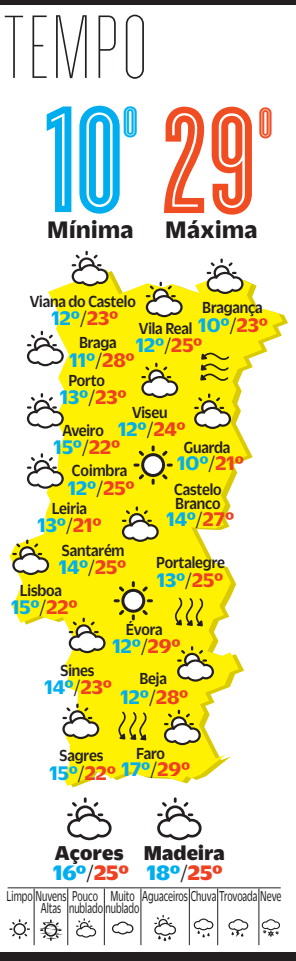 TEMPO
10º 29º
Mínima Máxima
Viana do Castelo
12º/23º
Bragança
10º/23º
Vila Real
12º/25º
Braga
11º/28º
Porto
13º/23º
Viseu
12º/24º
Aveiro
15º/22º
Guarda
10º/21º
Coimbra
12º/25º
Castelo
Branco
14º/27º
Leiria
13º/21º
Santarém
14º/25º
Portalegre
13º/25º
Lisboa
15º/22º
Évora
12º/29º
Sines
14º/23º
Beja
12º/28º
Sagres
15º/22º
Faro
17º/29º
Açores
16º/25º
Madeira
18º/25º
Limpo
Nuvens
Altas
Pouco
nublado
Muito
nublado
Aguaceiros
Chuva
Trovoada
Neve